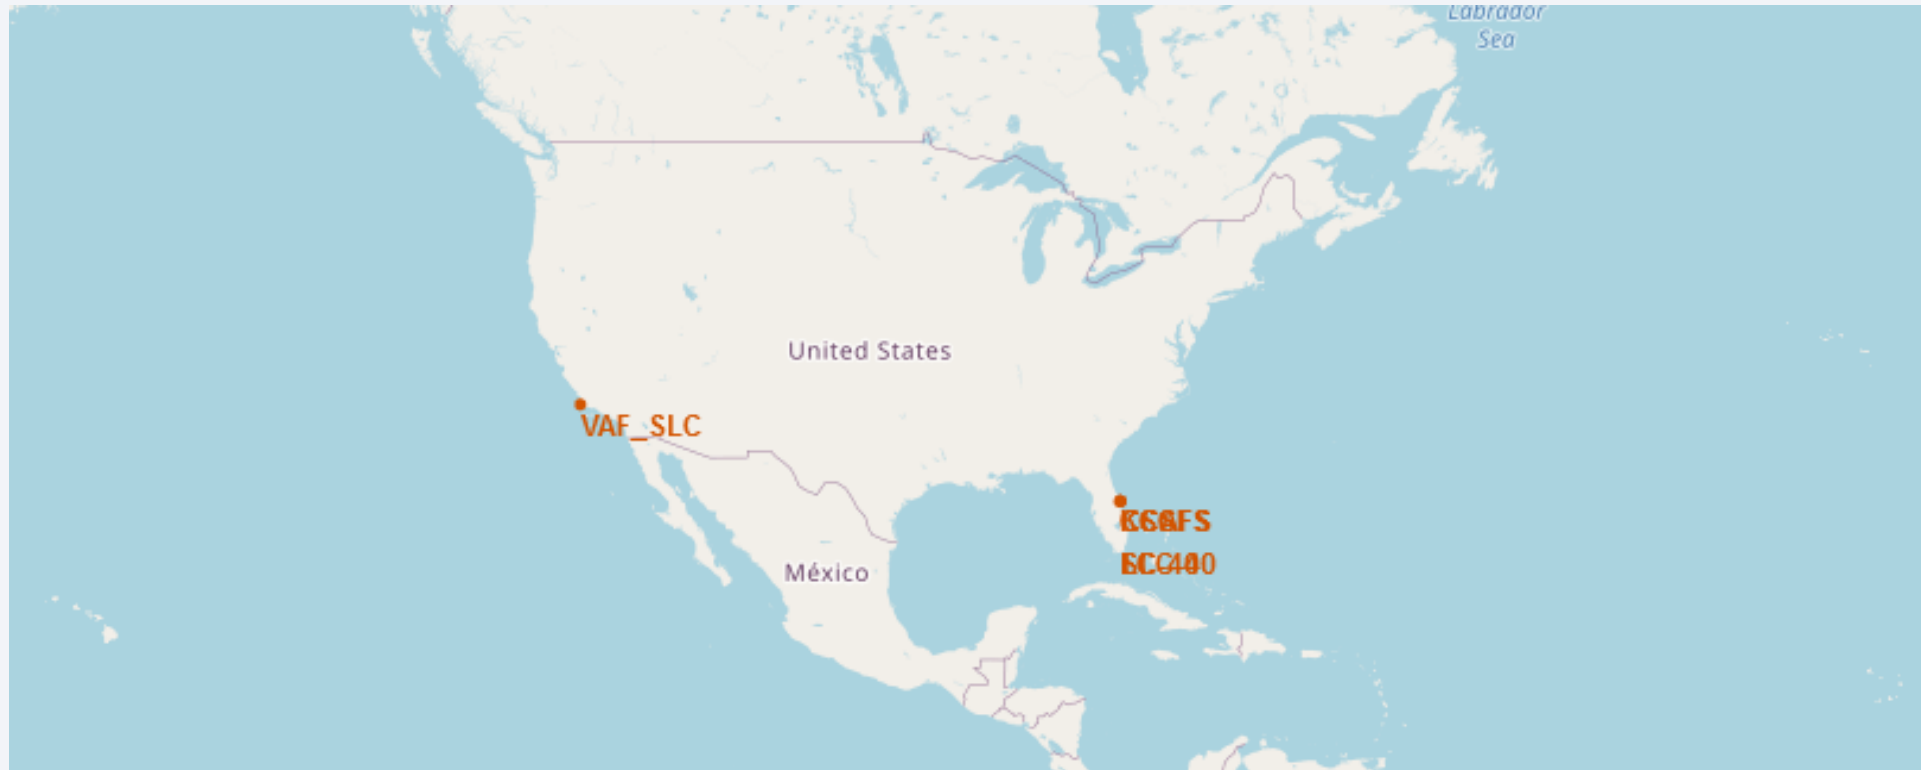 Labrador
Sea
United States
VAF_SLC
México